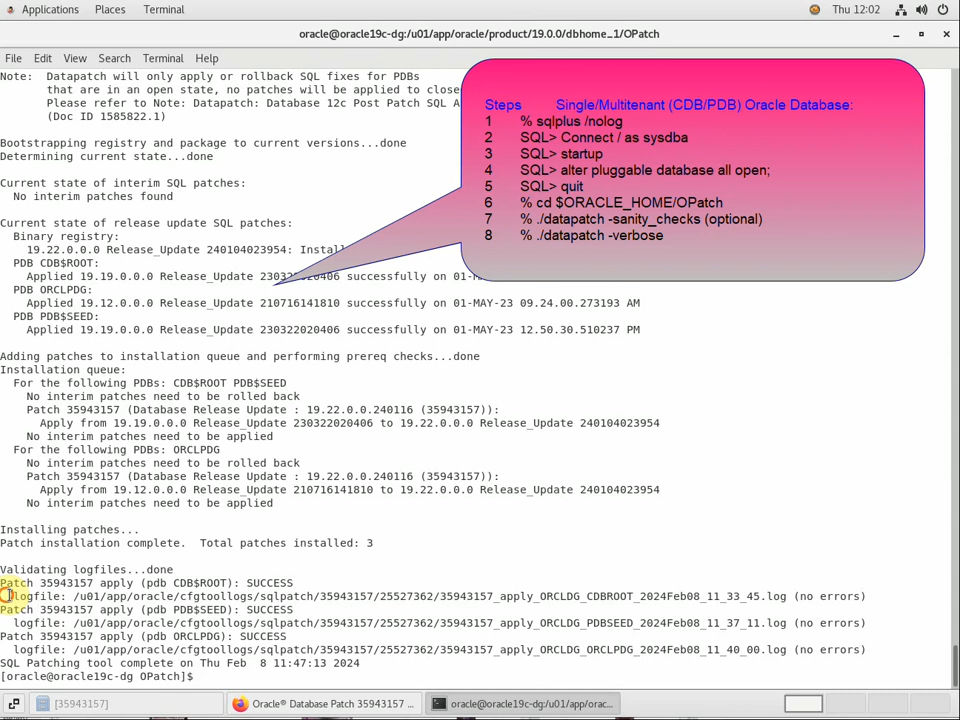 Applications Places Terminal Thu 12:02
oracle@oracle19c-dg:/u01/app/oracle/product/19.0.0/dbhome_1/OPatch
File Edit View Search Terminal Help
Note: Datapatch will only apply or rollback SQL fixes for PDBs
that are in an open state, no patches will be applied to close
Please refer to Note: Datapatch: Database 12c Post Patch SQL A
(Doc ID 1585822.1)
Steps Single/Multitenant (CDB/PDB) Oracle Database:
1 % sqlplus /nolog
2 SQL> Connect / as sysdba
3 SQL> startup
4 SQL> alter pluggable database all open;
5 SQL> quit
6 % cd $ORACLE_HOME/OPatch
7 % ./datapatch -sanity_checks (optional)
8 % ./datapatch -verbose
Bootstrapping registry and package to current versions...done
Determining current state...done
Current state of interim SQL patches:
No interim patches found
Current state of release update SQL patches:
Binary registry:
19.22.0.0.0 Release_Update 240104023954: Instal
PDB CDB$ROOT:
Applied 19.19.0.0.0 Release_Update 230322020406 successfully on 01-M
PDB ORCLPDG:
Applied 19.12.0.0.0 Release_Update 210716141810 successfully on 01-MAY-23 09.24.00.273193 AM
PDB PDB$SEED:
Applied 19.19.0.0.0 Release_Update 230322020406 successfully on 01-MAY-23 12.50.30.510237 PM
Adding patches to installation queue and performing prereq checks...done
Installation queue:
For the following PDBs: CDB$ROOT PDB$SEED
No interim patches need to be rolled back
Patch 35943157 (Database Release Update : 19.22.0.0.240116 (35943157)):
Apply from 19.19.0.0.0 Release_Update 230322020406 to 19.22.0.0.0 Release_Update 240104023954
No interim patches need to be applied
For the following PDBs: ORCLPDG
No interim patches need to be rolled back
Patch 35943157 (Database Release Update : 19.22.0.0.240116 (35943157)):
Apply from 19.12.0.0.0 Release_Update 210716141810 to 19.22.0.0.0 Release_Update 240104023954
No interim patches need to be applied
Installing patches...
Patch installation complete. Total patches installed: 3
Validating logfiles...done
Patch 35943157 apply (pdb CDB$ROOT): SUCCESS
logfile: /u01/app/oracle/cfgtoollogs/sqlpatch/35943157/25527362/35943157_apply_ORCLDG_CDBROOT_2024Feb08_11_33_45.log (no errors)
Patch 35943157 apply (pdb PDB$SEED): SUCCESS
logfile: /u01/app/oracle/cfgtoollogs/sqlpatch/35943157/25527362/35943157_apply_ORCLDG_PDBSEED_2024Feb08_11_37_11.log (no errors)
Patch 35943157 apply (pdb ORCLPDG): SUCCESS
logfile: /u01/app/oracle/cfgtoollogs/sqlpatch/35943157/25527362/35943157_apply_ORCLDG_ORCLPDG_2024Feb08_11_40_00.log (no errors)
SQL Patching tool complete on Thu Feb 8 11:47:13 2024
[oracle@oracle19c-dg OPatch]$
[35943157] Oracle® Database Patch 35943157 ... oracle@oracle19c-dg:/u01/app/orac...